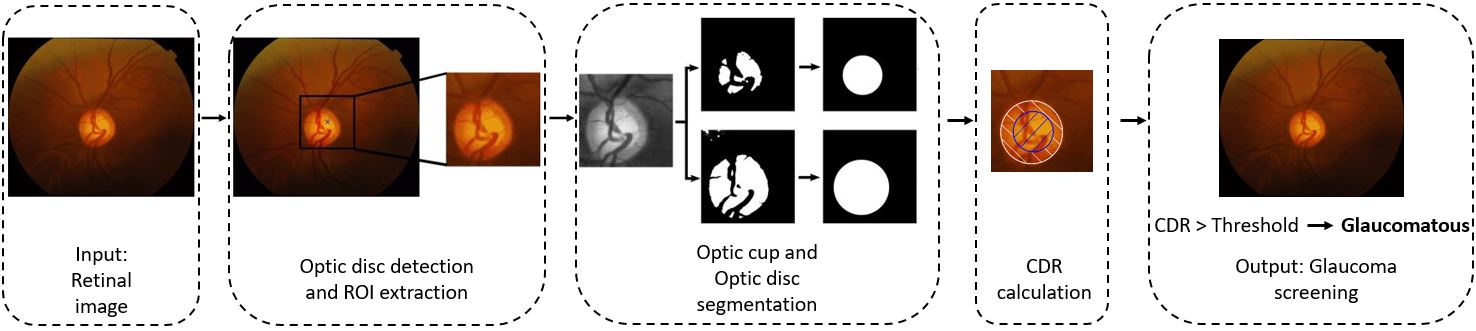 Input:
Retinal
image
Optic disc detection
and ROI extraction
Optic cup and
Optic disc
segmentation
CDR
calculation
CDR > Threshold → Glaucomatous
Output: Glaucoma
screening